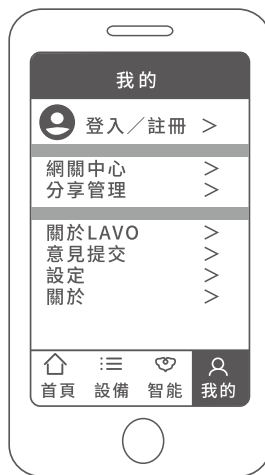 我的
登入／註冊 >
網關中心 >
分享管理 >
關於LAVO >
意見提交 >
設定 >
關於 >
首頁 設備 智能 我的